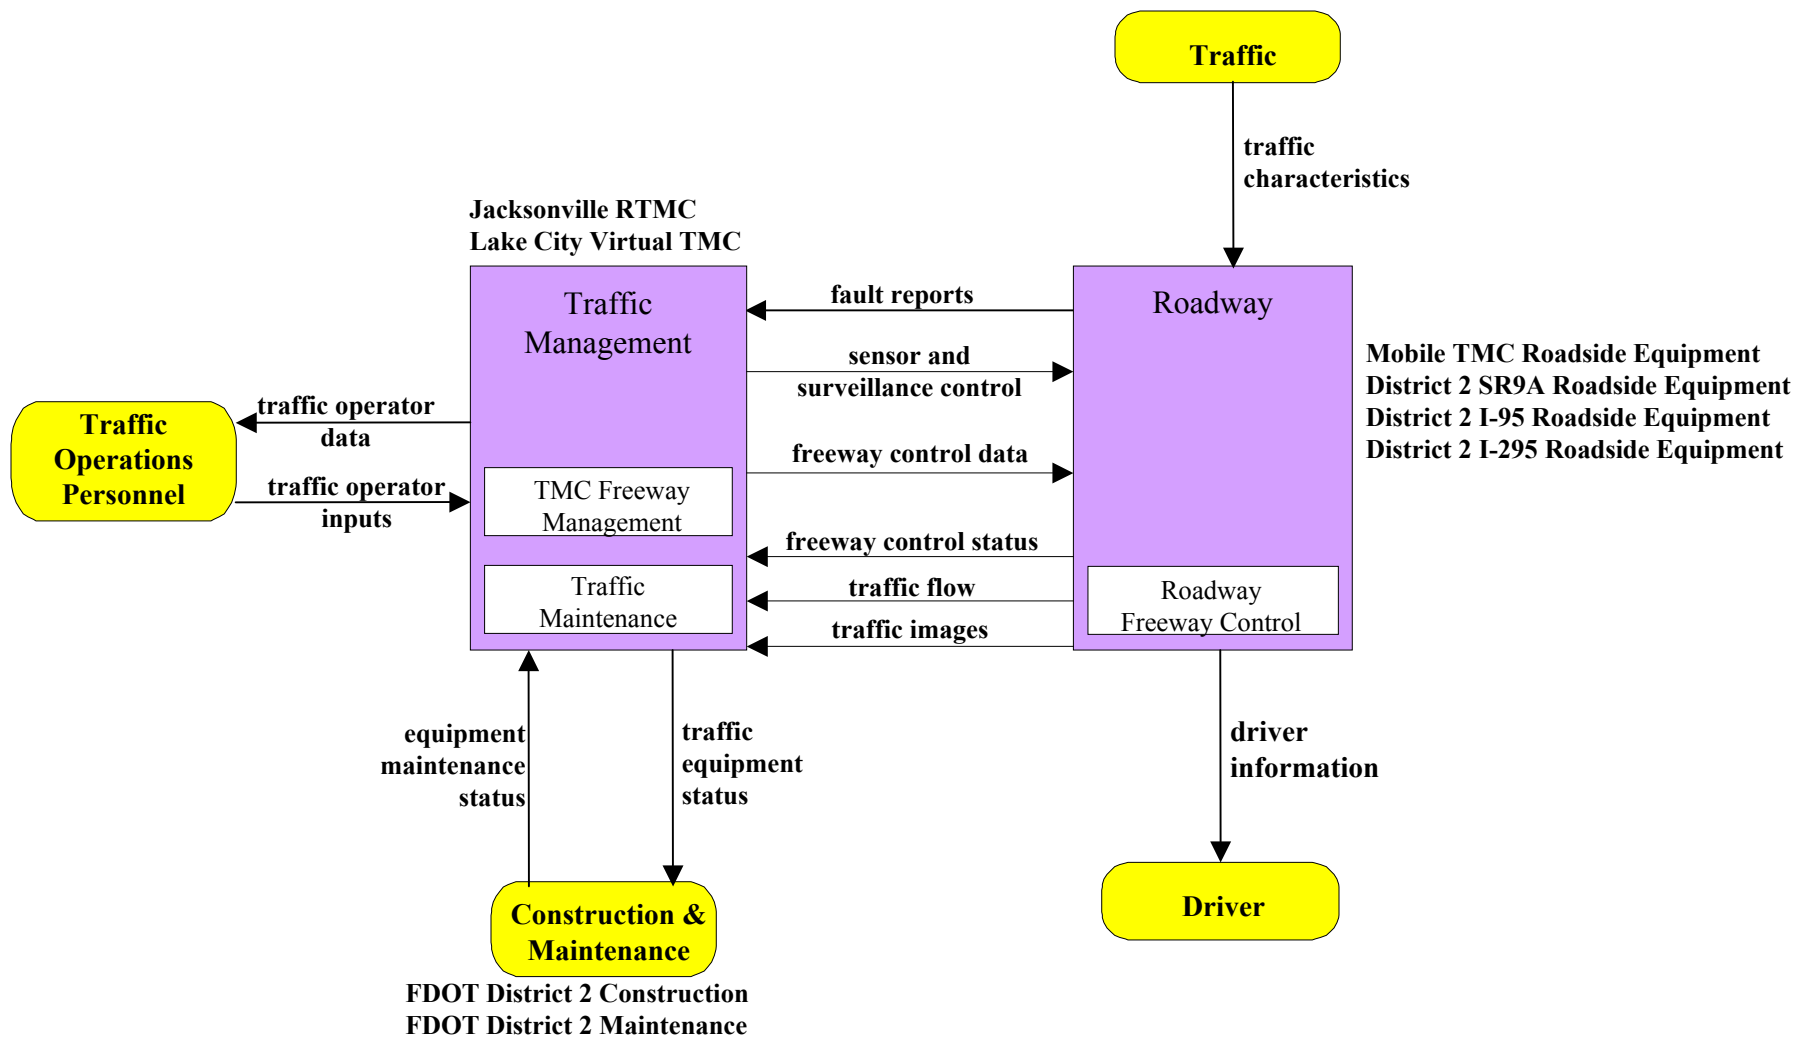 Traffic
traffic
characteristics
Jacksonville RTMC
Lake City Virtual TMC
Traffic
Management
fault reports
Roadway
sensor and
surveillance control
Mobile TMC Roadside Equipment
District 2 SR9A Roadside Equipment
District 2 I-95 Roadside Equipment
District 2 I-295 Roadside Equipment
traffic operator
data
Traffic
Operations
Personnel
traffic operator
inputs
freeway control data
TMC Freeway
Management
freeway control status
Traffic
Maintenance
traffic flow
traffic images
Roadway
Freeway Control
equipment
maintenance
status
traffic
equipment
status
driver
information
Construction &
Maintenance
Driver
FDOT District 2 Construction
FDOT District 2 Maintenance